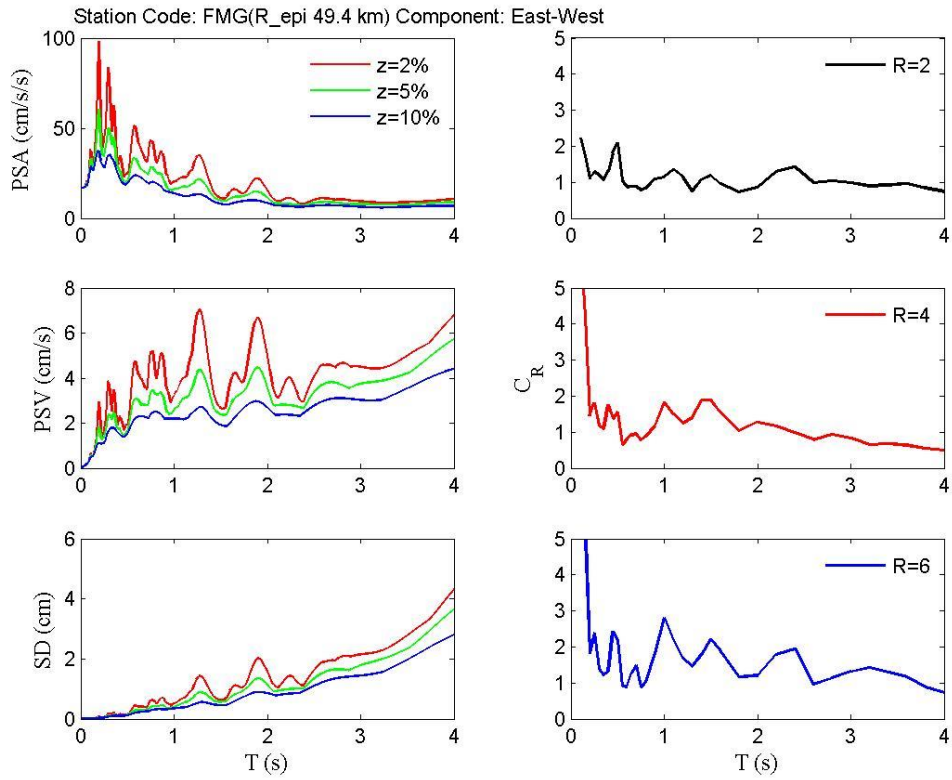 Station Code: FMG(R_epi 49.4 km) Component: East-West
PSA (cm/s/s)
100
50
0
0 1 2 3 4
z=2%
z=5%
z=10%
5
4
3
2
1
0
0 1 2 3 4
R=2
PSV (cm/s)
8
6
4
2
0
0 1 2 3 4
C_R
5
4
3
2
1
0
0 1 2 3 4
R=4
SD (cm)
6
4
2
0
0 1 2 3 4
T (s)
5
4
3
2
1
0
0 1 2 3 4
R=6
T (s)